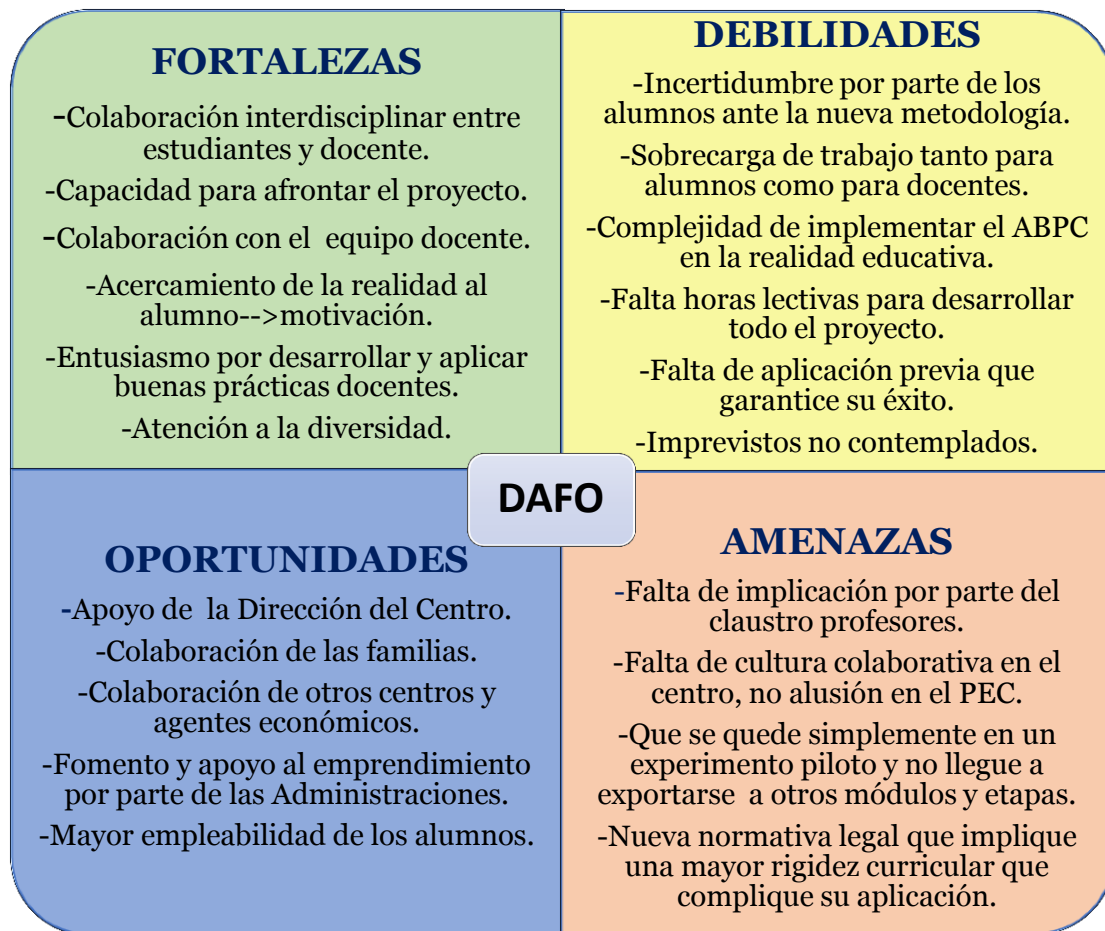 FORTALEZAS
-Colaboración interdisciplinar entre
estudiantes y docente.
-Capacidad para afrontar el proyecto.
-Colaboración con el  equipo docente.
-Acercamiento de la realidad al
alumno-->motivación.
-Entusiasmo por desarrollar y aplicar
buenas prácticas docentes.
-Atención a la diversidad.
DEBILIDADES
-Incertidumbre por parte de los
alumnos ante la nueva metodología.
-Sobrecarga de trabajo tanto para
alumnos como para docentes.
-Complejidad de implementar el ABPC
en la realidad educativa.
-Falta horas lectivas para desarrollar
todo el proyecto.
-Falta de aplicación previa que
garantice su éxito.
-Imprevistos no contemplados.
DAFO
OPORTUNIDADES
-Apoyo de  la Dirección del Centro.
-Colaboración de las familias.
-Colaboración de otros centros y
agentes económicos.
-Fomento y apoyo al emprendimiento
por parte de las Administraciones.
-Mayor empleabilidad de los alumnos.
AMENAZAS
-Falta de implicación por parte del
claustro profesores.
-Falta de cultura colaborativa en el
centro, no alusión en el PEC.
-Que se quede simplemente en un
experimento piloto y no llegue a
exportarse  a otros módulos y etapas.
-Nueva normativa legal que implique
una mayor rigidez curricular que
complique su aplicación.